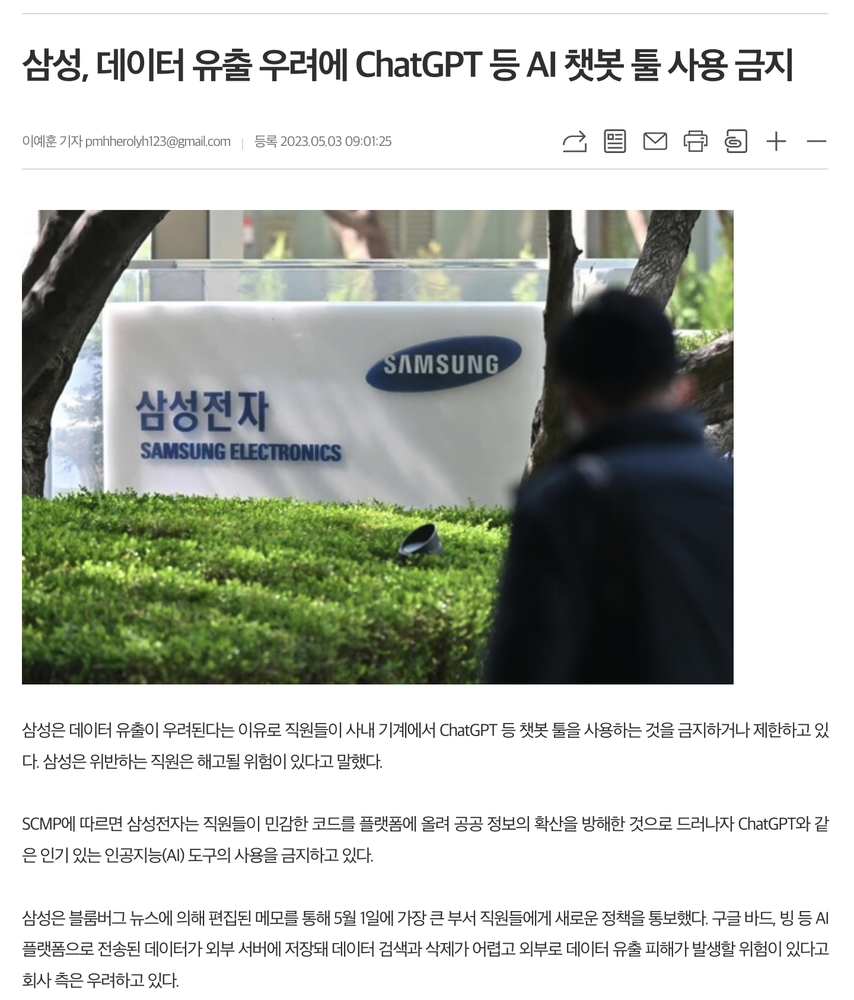 삼성, 데이터 유출 우려에 ChatGPT 등 AI 챗봇 툴 사용 금지
이예훈 기자 pmhherolyh123@gmail.com | 등록 2023.05.03 09:01:25
SAMSUNG
삼성전자
SAMSUNG ELECTRONICS
삼성은 데이터 유출이 우려된다는 이유로 직원들이 사내 기계에서 ChatGPT 등 챗봇 툴을 사용하는 것을 금지하거나 제한하고 있
다. 삼성은 위반하는 직원은 해고될 위험이 있다고 말했다.
SCMP에 따르면 삼성전자는 직원들이 민감한 코드를 플랫폼에 올려 공공 정보의 확산을 방해한 것으로 드러나자 ChatGPT와 같
은 인기 있는 인공지능(AI) 도구의 사용을 금지하고 있다.
삼성은 블룸버그 뉴스에 의해 편집된 메모를 통해 5월 1일에 가장 큰 부서 직원들에게 새로운 정책을 통보했다. 구글 바드, 빙 등 AI
플랫폼으로 전송된 데이터가 외부 서버에 저장돼 데이터 검색과 삭제가 어렵고 외부로 데이터 유출 피해가 발생할 위험이 있다고
회사 측은 우려하고 있다.